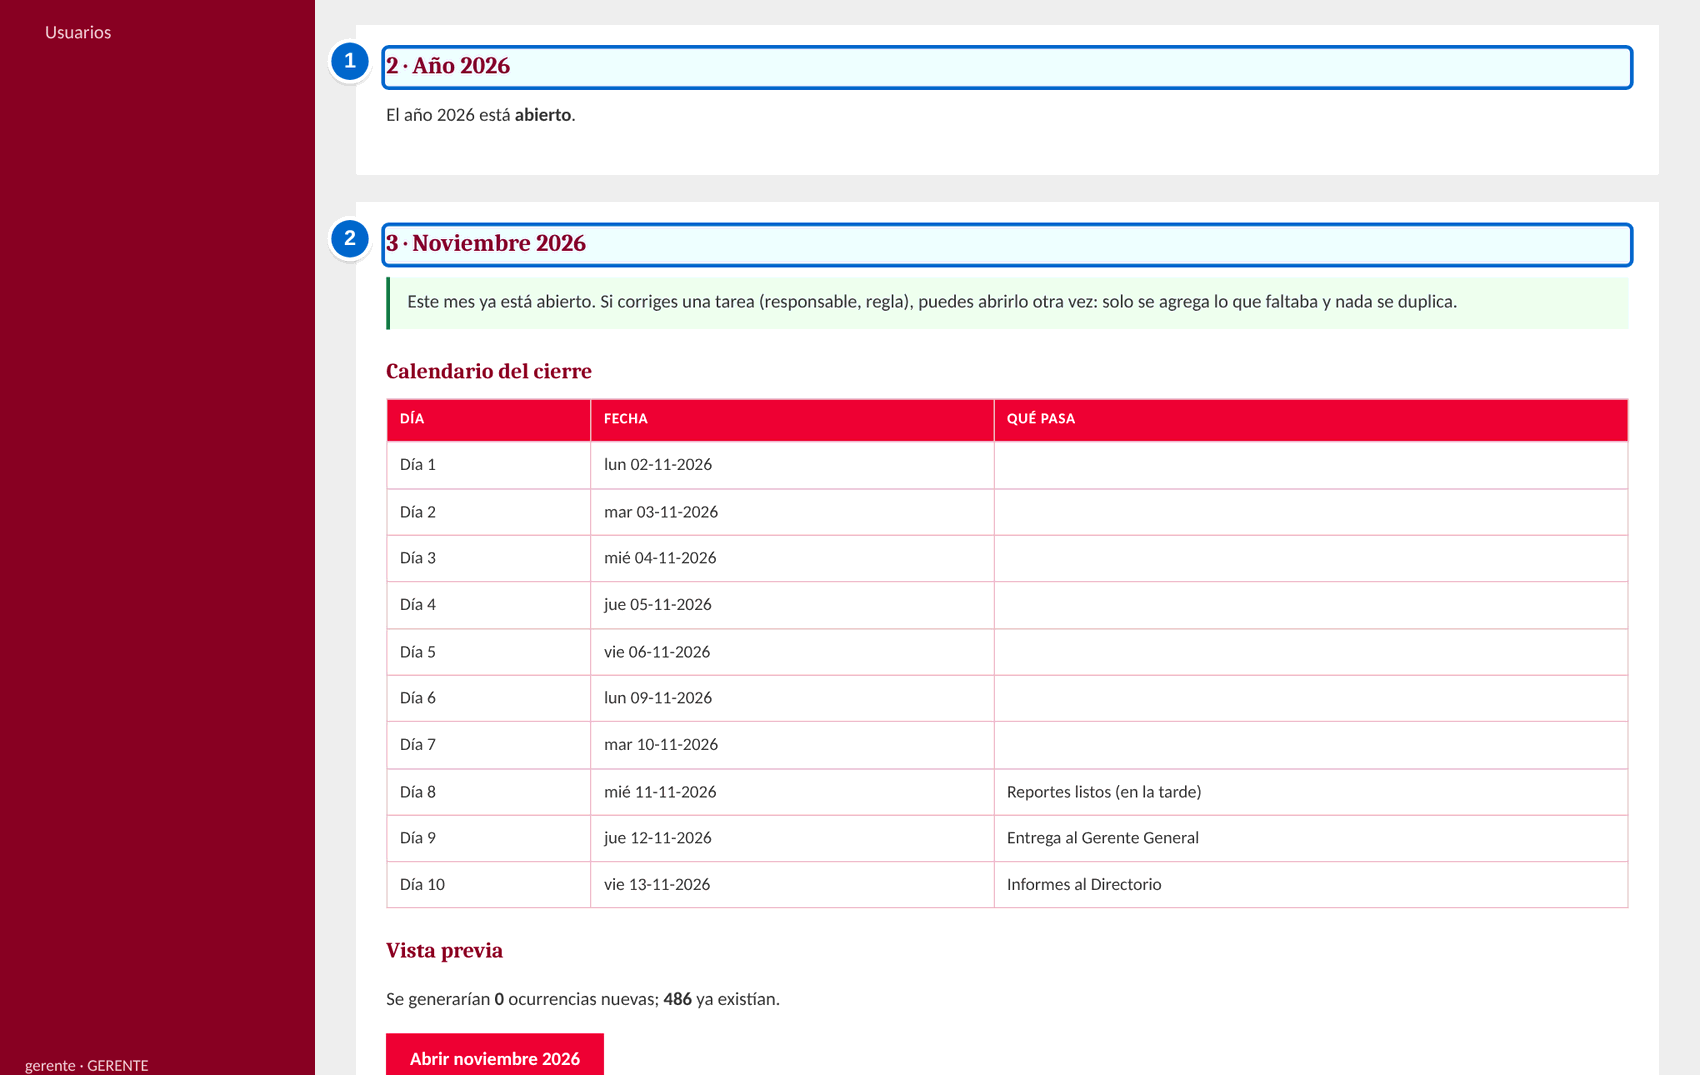 Usuarios
1
2 · Año 2026
El año 2026 está abierto.
2
3 · Noviembre 2026
Este mes ya está abierto. Si corriges una tarea (responsable, regla), puedes abrirlo otra vez: solo se agrega lo que faltaba y nada se duplica.
Calendario del cierre
DÍA FECHA QUÉ PASA
Día 1 lun 02-11-2026
Día 2 mar 03-11-2026
Día 3 mié 04-11-2026
Día 4 jue 05-11-2026
Día 5 vie 06-11-2026
Día 6 lun 09-11-2026
Día 7 mar 10-11-2026
Día 8 mié 11-11-2026 Reportes listos (en la tarde)
Día 9 jue 12-11-2026 Entrega al Gerente General
Día 10 vie 13-11-2026 Informes al Directorio
Vista previa
Se generarían 0 ocurrencias nuevas; 486 ya existían.
Abrir noviembre 2026
gerente · GERENTE